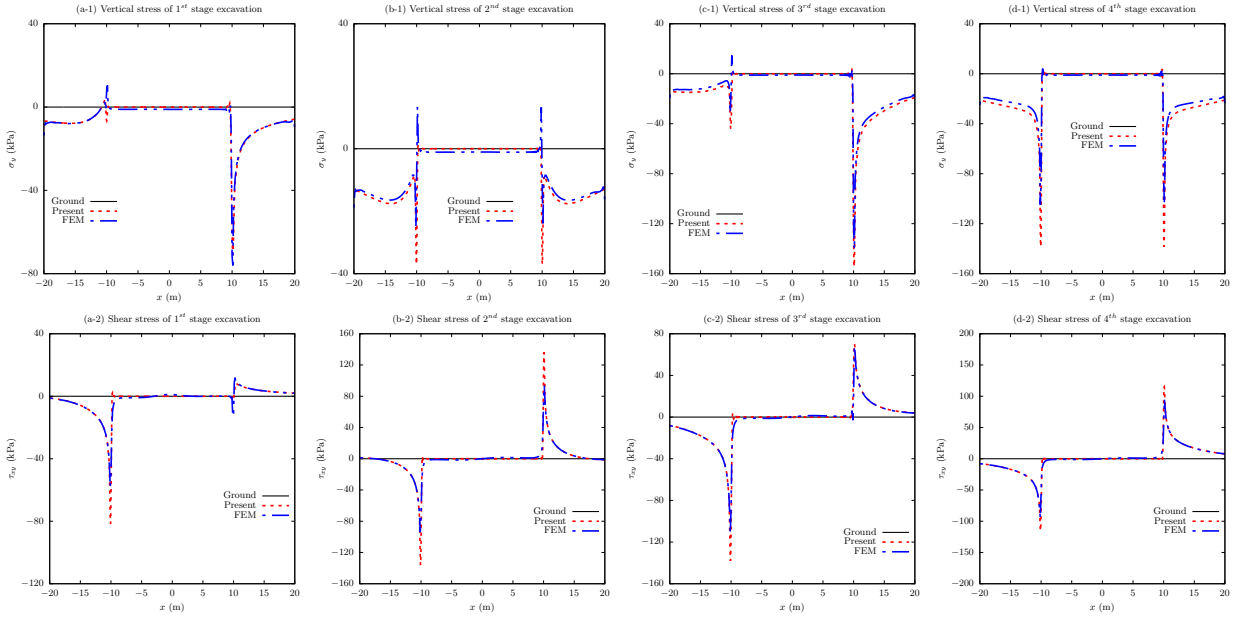 (a-1) Vertical stress of 1st stage excavation
40
0
−40
−80
σy (kPa)
−20 −15 −10 −5 0 5 10 15 20
x (m)
Ground
Present
FEM
(b-1) Vertical stress of 2nd stage excavation
80
40
0
−40
σy (kPa)
−20 −15 −10 −5 0 5 10 15 20
x (m)
Ground
Present
FEM
(c-1) Vertical stress of 3rd stage excavation
40
0
−40
−80
−120
−160
σy (kPa)
−20 −15 −10 −5 0 5 10 15 20
x (m)
Ground
Present
FEM
(d-1) Vertical stress of 4th stage excavation
40
0
−40
−80
−120
−160
σy (kPa)
−20 −15 −10 −5 0 5 10 15 20
x (m)
Ground
Present
FEM
(a-2) Shear stress of 1st stage excavation
40
0
−40
−80
−120
τxy (kPa)
−20 −15 −10 −5 0 5 10 15 20
x (m)
Ground
Present
FEM
(b-2) Shear stress of 2nd stage excavation
160
120
80
40
0
−40
−80
−120
−160
τxy (kPa)
−20 −15 −10 −5 0 5 10 15 20
x (m)
Ground
Present
FEM
(c-2) Shear stress of 3rd stage excavation
80
40
0
−40
−80
−120
−160
τxy (kPa)
−20 −15 −10 −5 0 5 10 15 20
x (m)
Ground
Present
FEM
(d-2) Shear stress of 4th stage excavation
200
150
100
50
0
−50
−100
−150
−200
τxy (kPa)
−20 −15 −10 −5 0 5 10 15 20
x (m)
Ground
Present
FEM